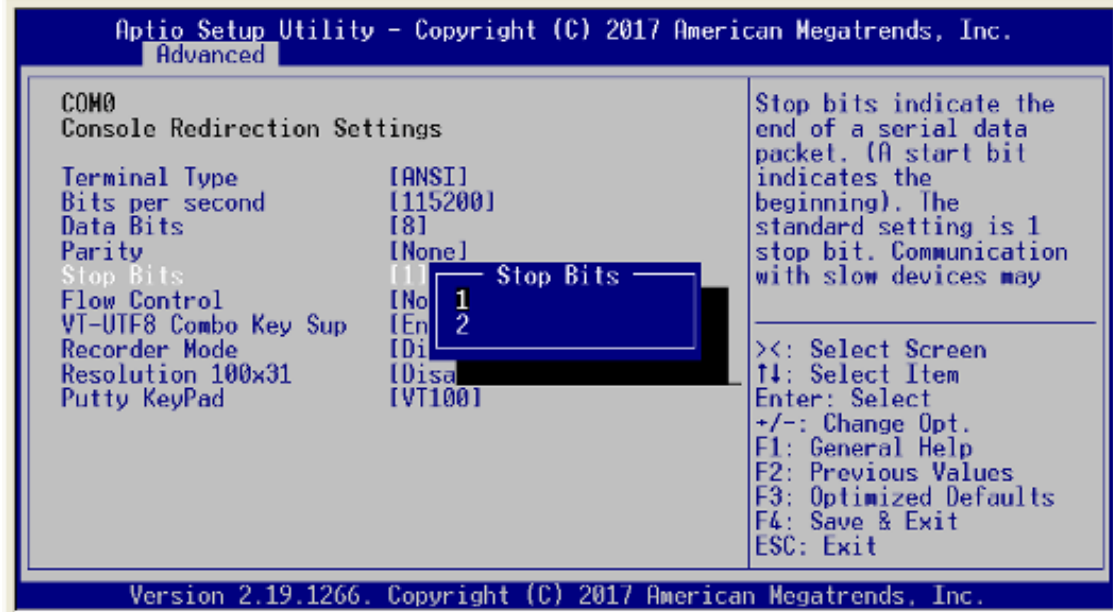 Aptio Setup Utility - Copyright (C) 2017 American Megatrends, Inc.
Advanced
COM0
Console Redirection Settings
Terminal Type [ANSI]
Bits per second [115200]
Data Bits [8]
Parity [None]
Stop Bits [1]
Flow Control [No
VT-UTF8 Combo Key Sup [En
Recorder Mode [Di
Resolution 100x31 [Disa
Putty KeyPad [VT100]
Stop Bits
1
2
Stop bits indicate the
end of a serial data
packet. (A start bit
indicates the
beginning). The
standard setting is 1
stop bit. Communication
with slow devices may
><: Select Screen
↑↓: Select Item
Enter: Select
+/-: Change Opt.
F1: General Help
F2: Previous Values
F3: Optimized Defaults
F4: Save & Exit
ESC: Exit
Version 2.19.1266. Copyright (C) 2017 American Megatrends, Inc.